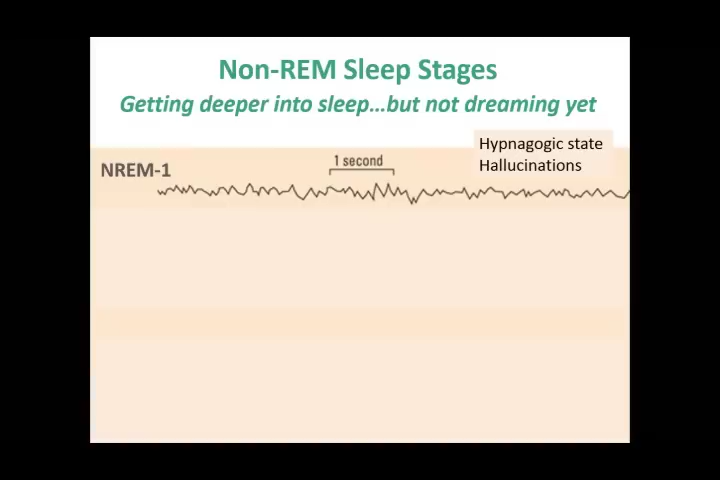 Non-REM Sleep Stages
Getting deeper into sleep…but not dreaming yet
Hypnagogic state
Hallucinations
1 second
NREM-1